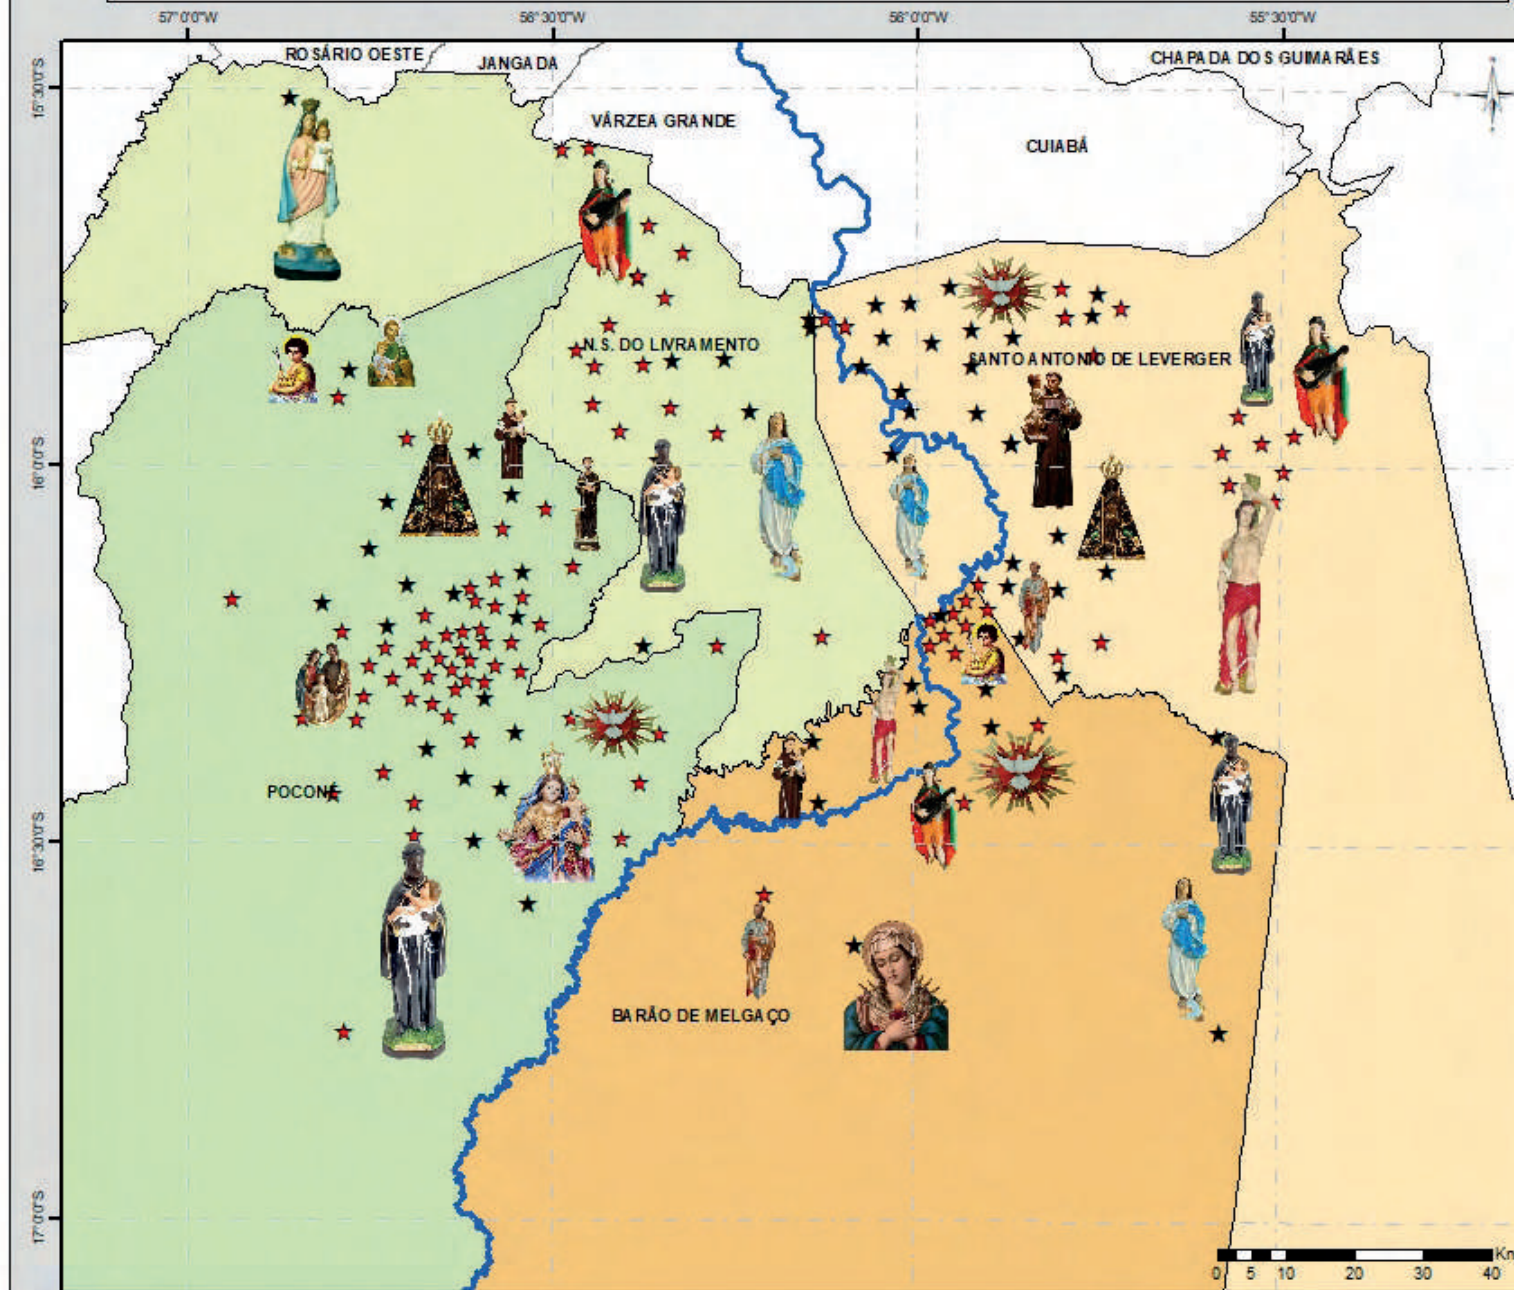 57°0'0"W
56°30'0"W
56°0'0"W
55°30'0"W
ROSÁRIO OESTE
JANGADA
CHAPADA DOS GUIMARÃES
15°30'0"S
VÁRZEA GRANDE
CUIABÁ
N.S. DO LIVRAMENTO
SANTO ANTONIO DE LEVERGER
16°0'0"S
POCONÉ
16°30'0"S
BARÃO DE MELGAÇO
17°0'0"S
Km
0 5 10 20 30 40